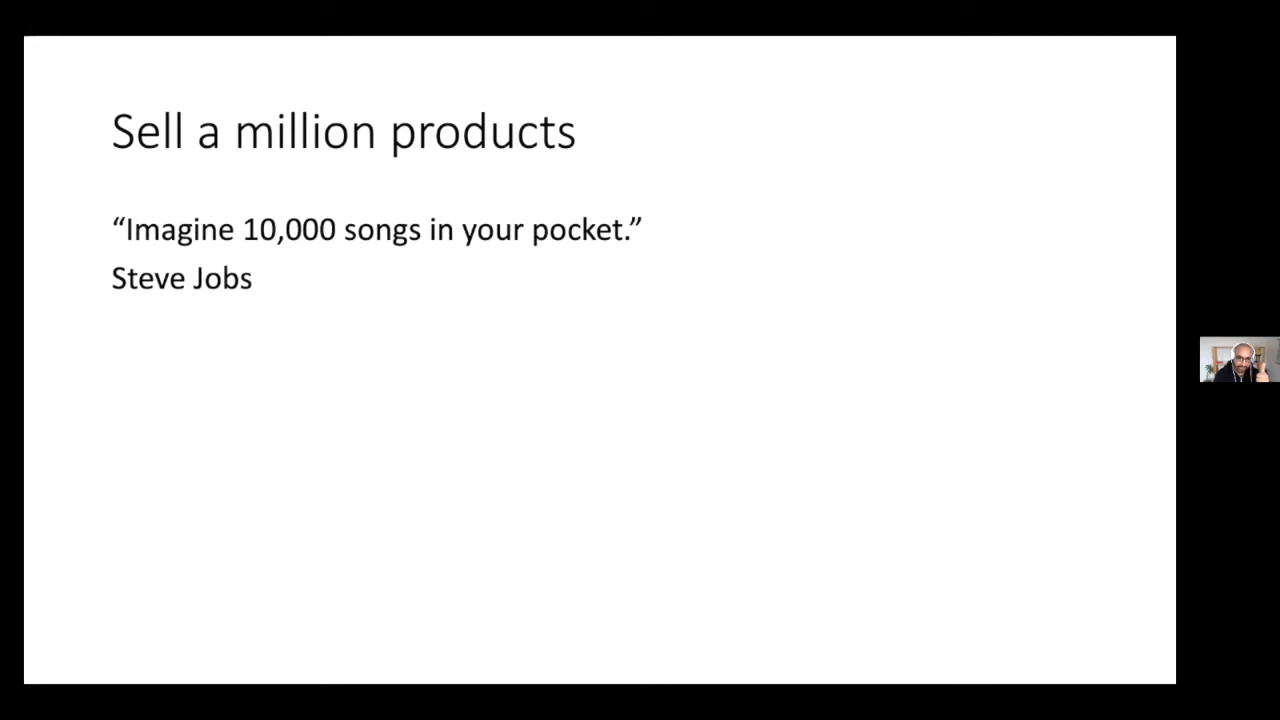 Sell a million products
“Imagine 10,000 songs in your pocket.”
Steve Jobs